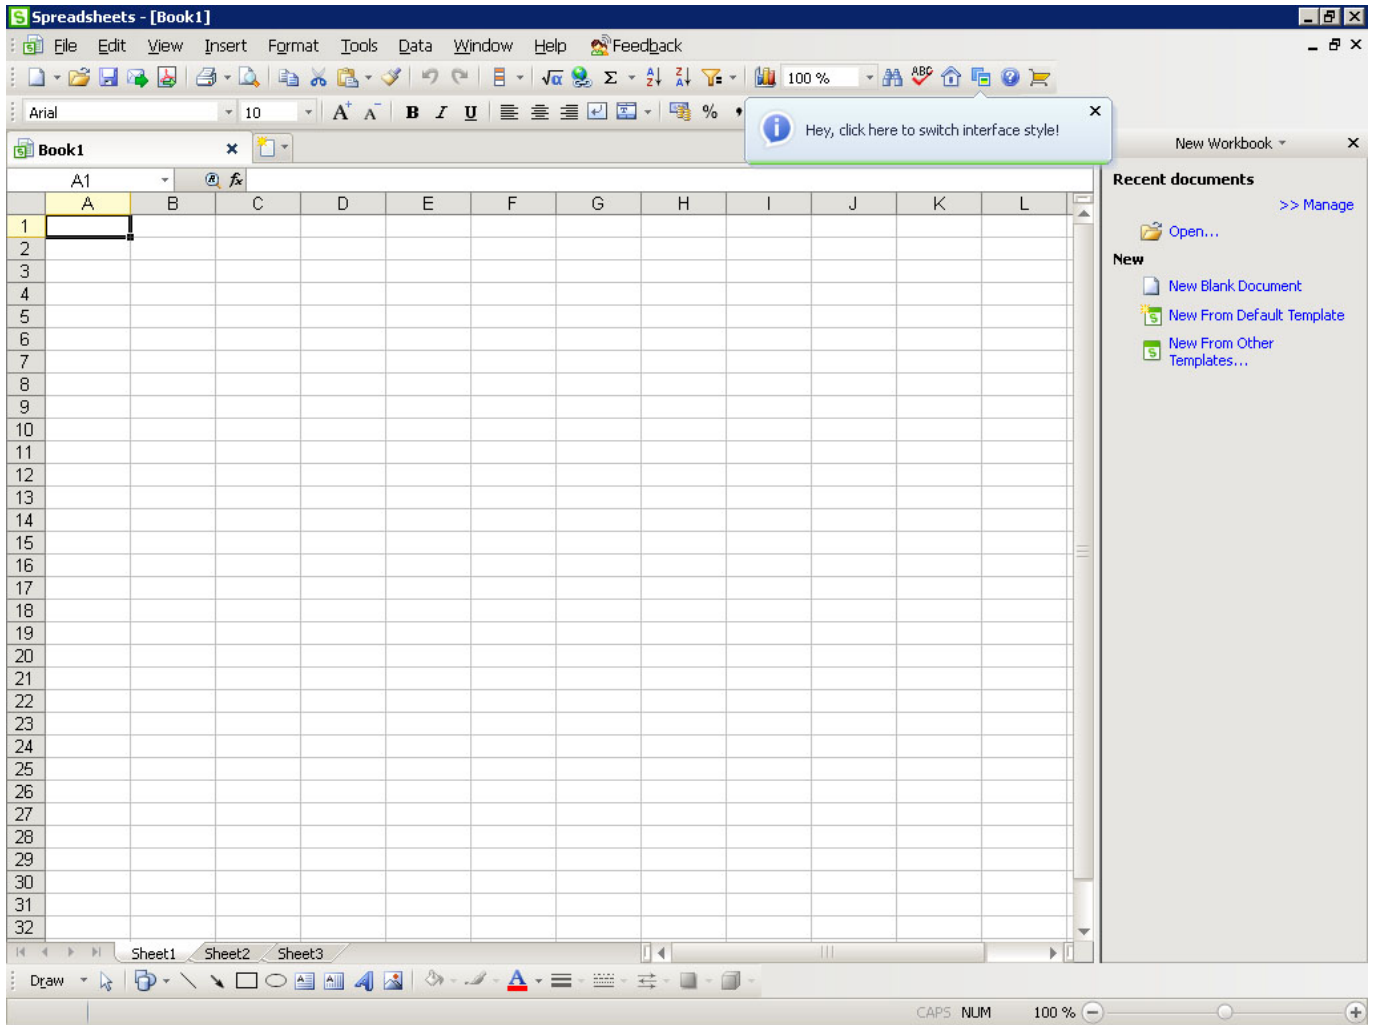 Spreadsheets - [Book1]
File Edit View Insert Format Tools Data Window Help Feedback
100 % ABC
Arial 10 A+ A- B I U %
Hey, click here to switch interface style!
Book1
New Workbook
A1 fx
Recent documents
>> Manage
Open...
New
New Blank Document
New From Default Template
New From Other
Templates...
A B C D E F G H I J K L
1
2
3
4
5
6
7
8
9
10
11
12
13
14
15
16
17
18
19
20
21
22
23
24
25
26
27
28
29
30
31
32
Sheet1 Sheet2 Sheet3
Draw
CAPS NUM 100 %